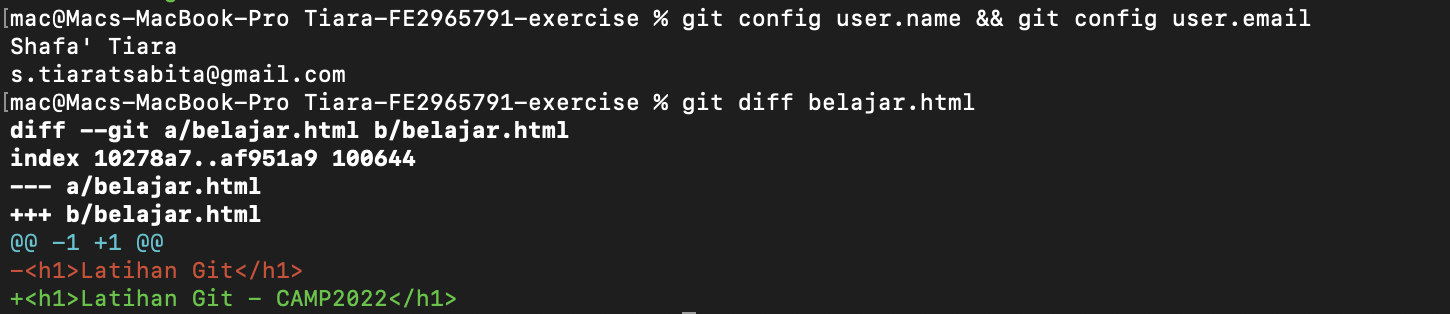 [mac@Macs-MacBook-Pro Tiara-FE2965791-exercise % git config user.name && git config user.email
Shafa' Tiara
s.tiaratsabita@gmail.com
[mac@Macs-MacBook-Pro Tiara-FE2965791-exercise % git diff belajar.html
diff --git a/belajar.html b/belajar.html
index 10278a7..af951a9 100644
--- a/belajar.html
+++ b/belajar.html
@@ -1 +1 @@
-<h1>Latihan Git</h1>
+<h1>Latihan Git - CAMP2022</h1>